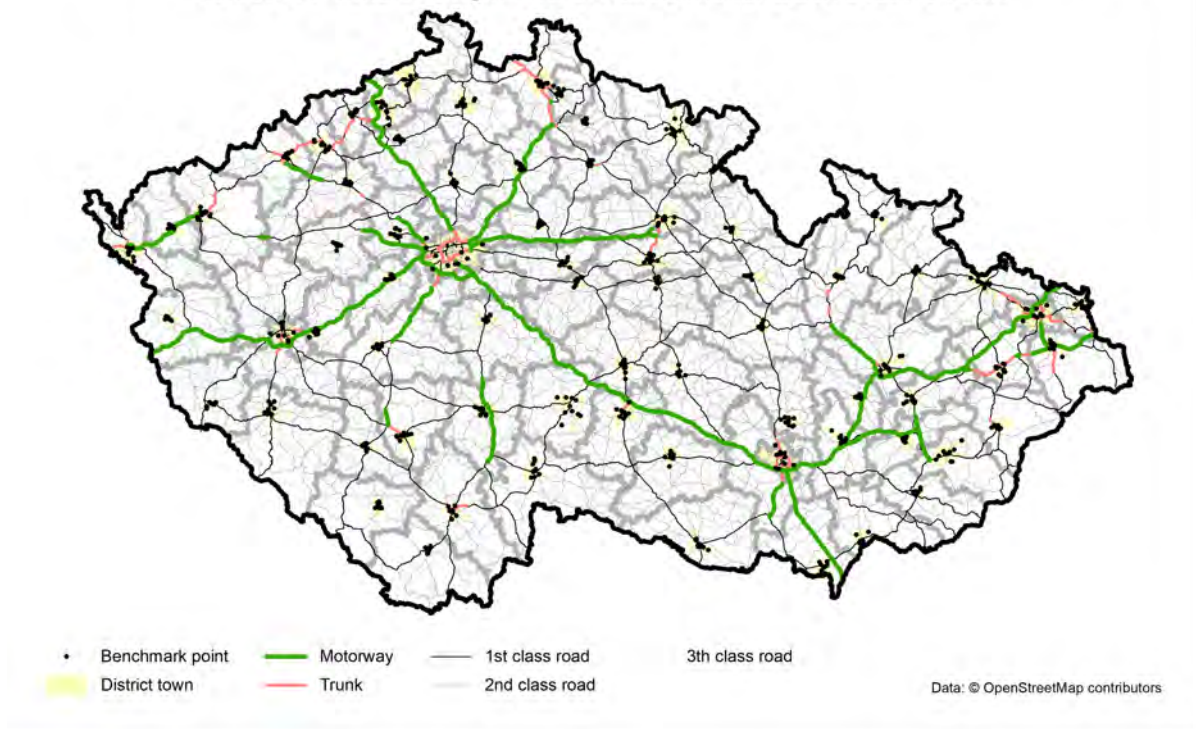 Benchmark point
Motorway
1st class road
3th class road
District town
Trunk
2nd class road
Data: © OpenStreetMap contributors